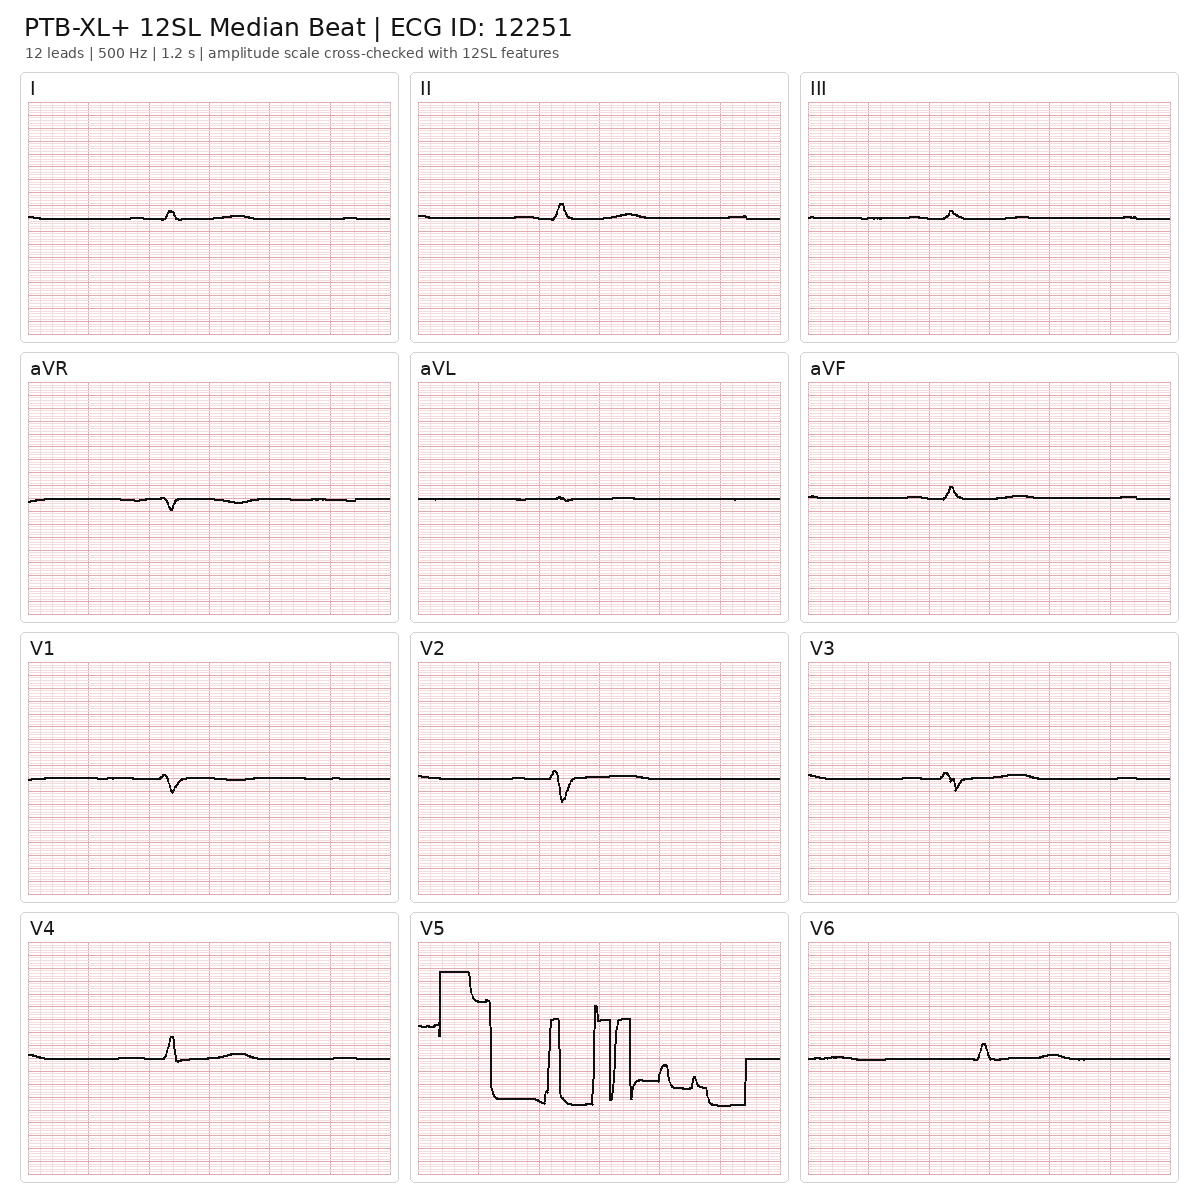 PTB-XL+ 12SL Median Beat | ECG ID: 12251
12 leads | 500 Hz | 1.2 s | amplitude scale cross-checked with 12SL features
I
II
III
aVR
aVL
aVF
V1
V2
V3
V4
V5
V6